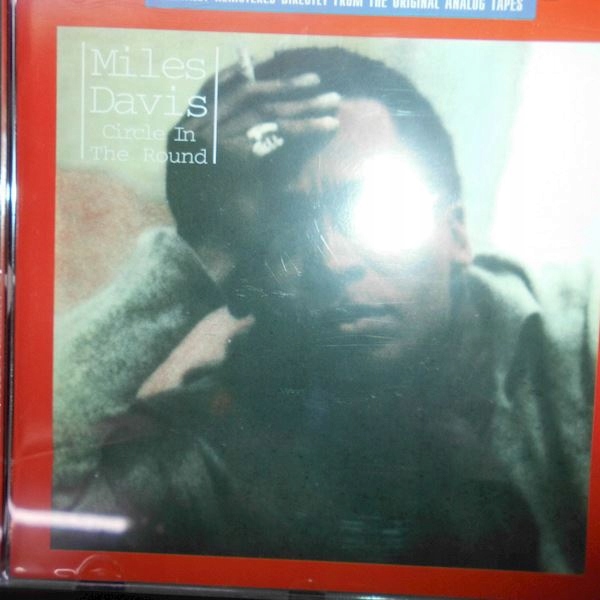 REMASTERED DIRECTLY FROM THE ORIGINAL ANALOG TAPES
Miles
Davis
Circle In
The Round